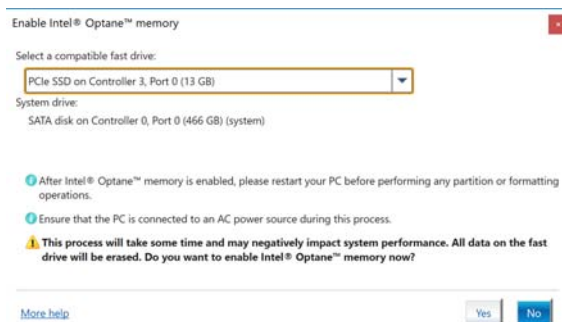 Enable Intel® Optane™ memory
Select a compatible fast drive:
PCIe SSD on Controller 3, Port 0 (13 GB)
System drive:
SATA disk on Controller 0, Port 0 (466 GB) (system)
After Intel® Optane™ memory is enabled, please restart your PC before performing any partition or formatting
operations.
Ensure that the PC is connected to an AC power source during this process.
This process will take some time and may negatively impact system performance. All data on the fast
drive will be erased. Do you want to enable Intel® Optane™ memory now?
More help
Yes
No